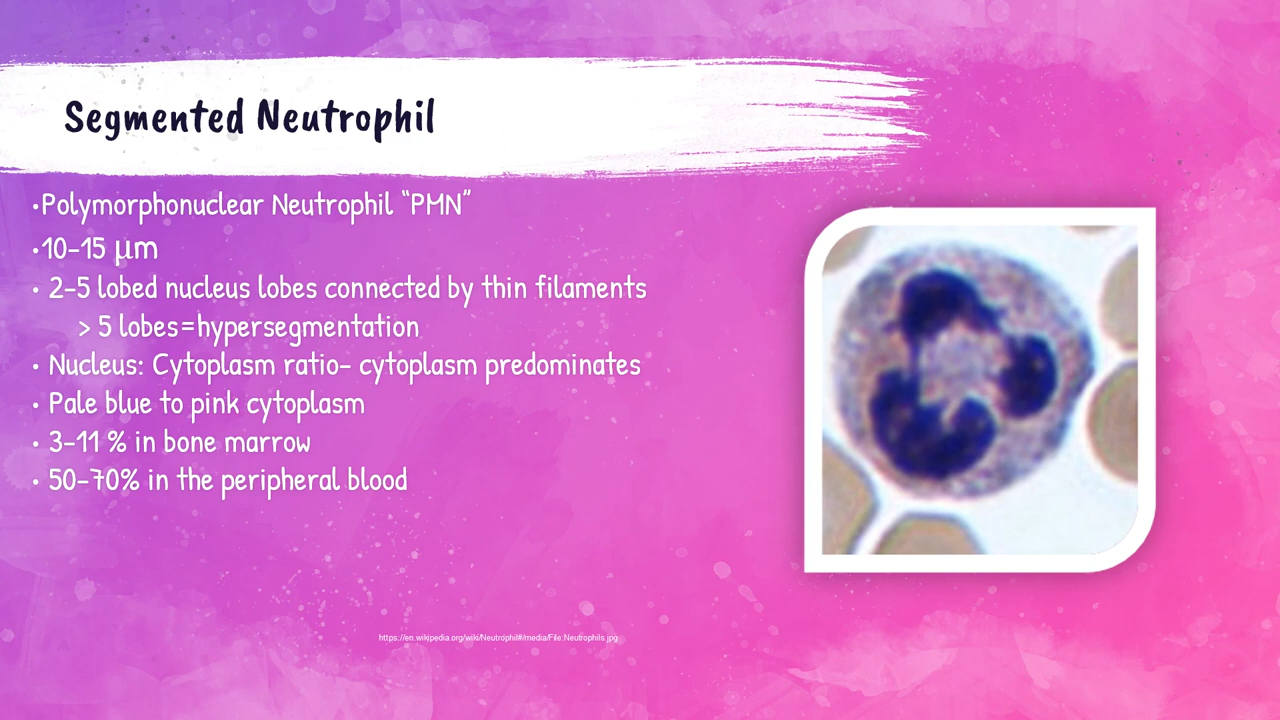 Segmented Neutrophil
•Polymorphonuclear Neutrophil “PMN”
•10-15 µm
• 2-5 lobed nucleus lobes connected by thin filaments
> 5 lobes=hypersegmentation
• Nucleus: Cytoplasm ratio- cytoplasm predominates
• Pale blue to pink cytoplasm
• 3-11 % in bone marrow
• 50-70% in the peripheral blood
https://en.wikipedia.org/wiki/Neutrophil#/media/File:Neutrophils.jpg